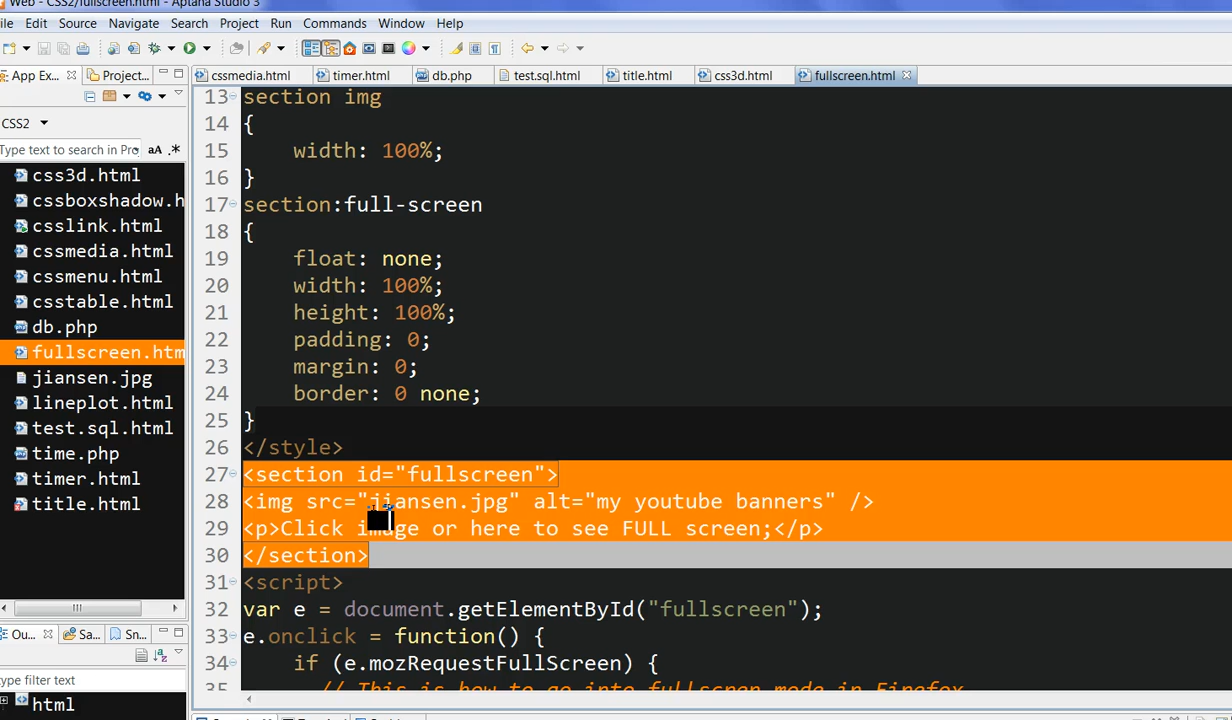 Web - CSS2/fullscreen.html - Aptana Studio 3
ile Edit Source Navigate Search Project Run Commands Window Help
App Ex... Project...
cssmedia.html timer.html db.php test.sql.html title.html css3d.html fullscreen.html
CSS2
Type text to search in Pro aA .*
css3d.html
cssboxshadow.h
csslink.html
cssmedia.html
cssmenu.html
csstable.html
db.php
fullscreen.htm
jiansen.jpg
lineplot.html
test.sql.html
time.php
timer.html
title.html
Ou... Sa... Sn...
type filter text
html
13 section img
14 {
15 width: 100%;
16 }
17 section:full-screen
18 {
19 float: none;
20 width: 100%;
21 height: 100%;
22 padding: 0;
23 margin: 0;
24 border: 0 none;
25 }
26 </style>
27 <section id="fullscreen">
28 <img src="jiansen.jpg" alt="my youtube banners" />
29 <p>Click image or here to see FULL screen;</p>
30 </section>
31 <script>
32 var e = document.getElementById("fullscreen");
33 e.onclick = function() {
34 if (e.mozRequestFullScreen) {
35 // This is how to go into fullscren mode in Firefox